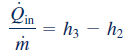 Q̇in / ṁ = h3 − h2